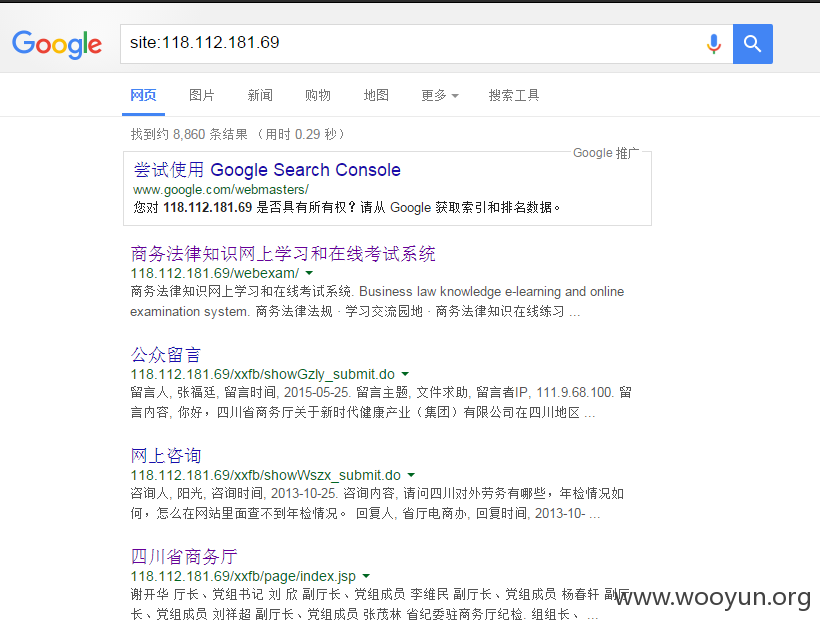 Google
site:118.112.181.69
网页 图片 新闻 购物 地图 更多 搜索工具
找到约 8,860 条结果 （用时 0.29 秒）
Google 推广
尝试使用 Google Search Console
www.google.com/webmasters/
您对 118.112.181.69 是否具有所有权？请从 Google 获取索引和排名数据。
商务法律知识网上学习和在线考试系统
118.112.181.69/webexam/
商务法律知识网上学习和在线考试系统. Business law knowledge e-learning and online
examination system. 商务法律法规 · 学习交流园地 · 商务法律知识在线练习 ...
公众留言
118.112.181.69/xxfb/showGzly_submit.do
留言人, 张福廷, 留言时间, 2015-05-25. 留言主题, 文件求助, 留言者IP, 111.9.68.100. 留
言内容, 你好，四川省商务厅关于新时代健康产业（集团）有限公司在四川地区 ...
网上咨询
118.112.181.69/xxfb/showWszx_submit.do
咨询人, 阳光, 咨询时间, 2013-10-25. 咨询内容, 请问四川对外劳务有哪些，年检情况如
何，怎么在网站里面查不到年检情况。 回复人, 省厅电商办, 回复时间, 2013-10- ...
四川省商务厅
118.112.181.69/xxfb/page/index.jsp
谢开华 厅长、党组书记 刘 欣 副厅长、党组成员 李维民 副厅长、党组成员 杨春轩 副厅
长、党组成员 刘祥超 副厅长、党组成员 张茂林 省纪委驻商务厅纪检. 组组长、 ...
www.wooyun.org